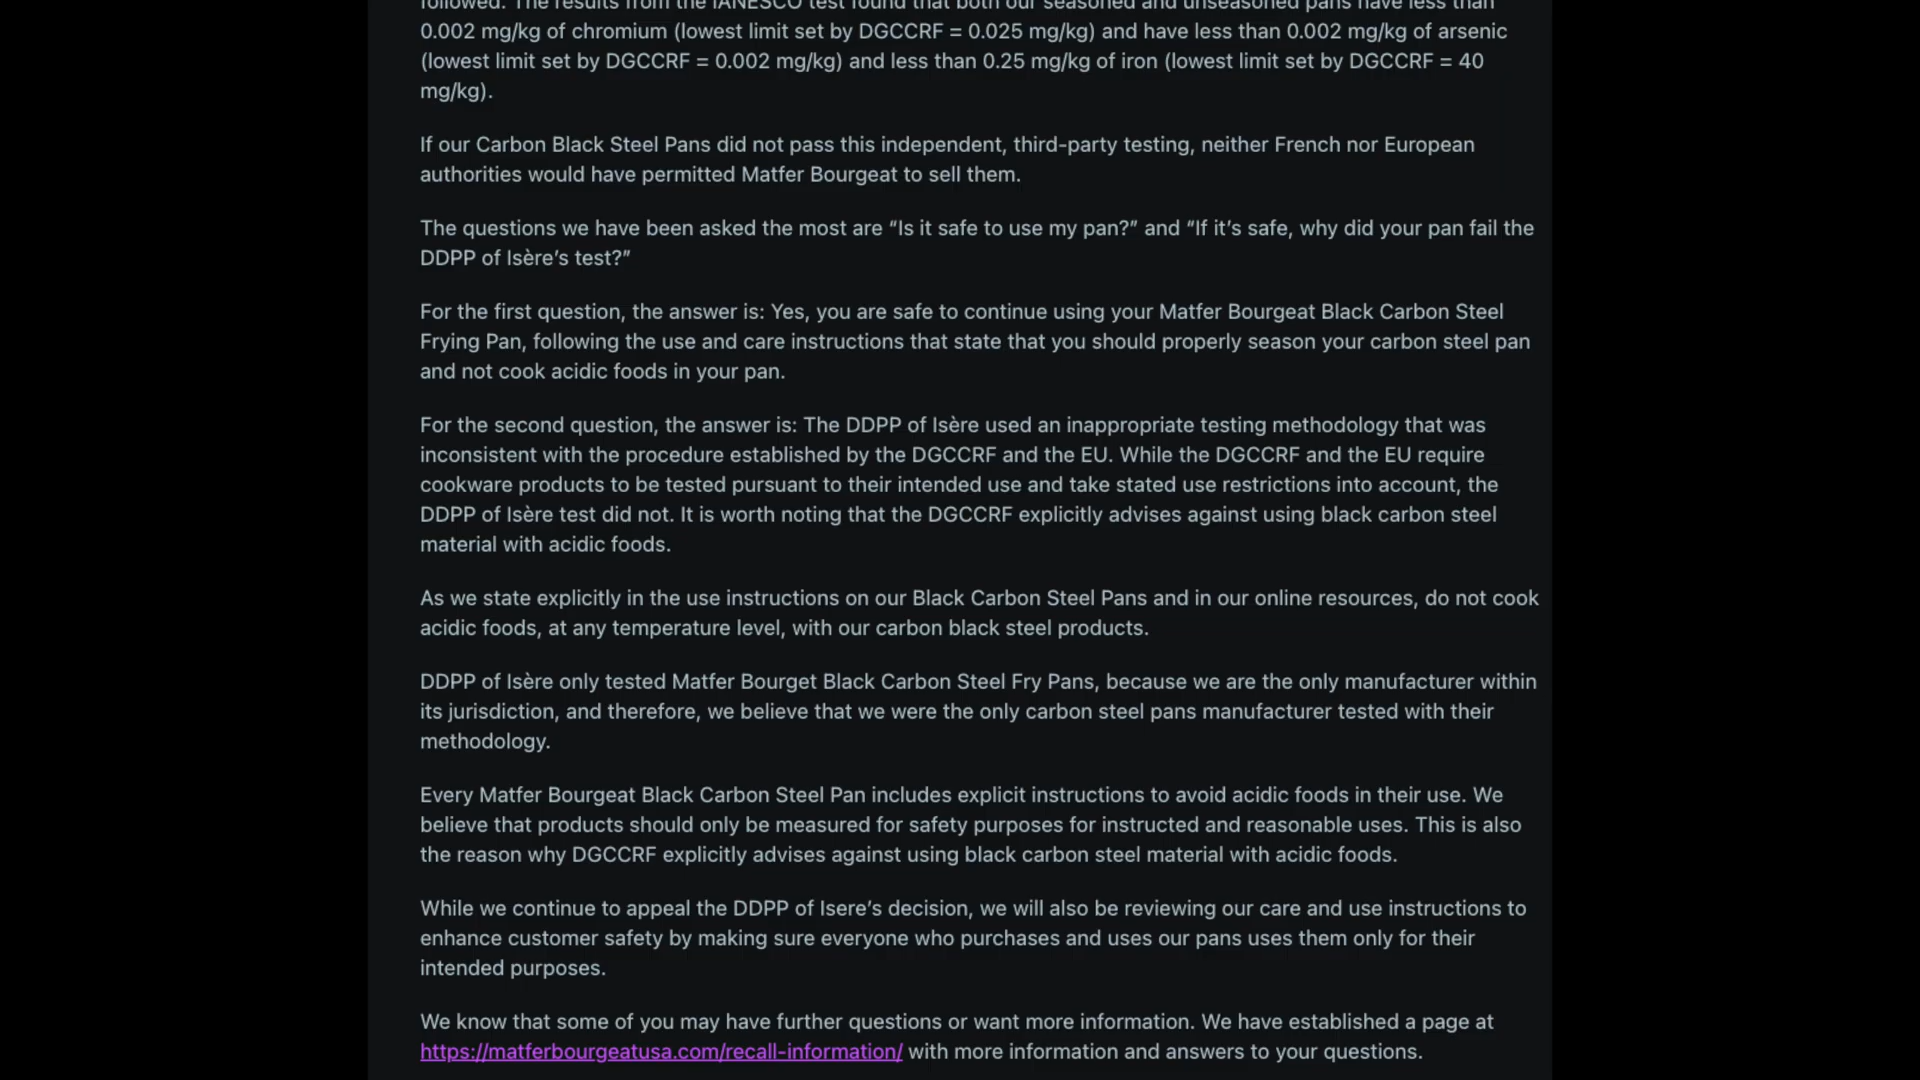 followed. The results from the IANESCO test found that both our seasoned and unseasoned pans have less than
0.002 mg/kg of chromium (lowest limit set by DGCCRF = 0.025 mg/kg) and have less than 0.002 mg/kg of arsenic
(lowest limit set by DGCCRF = 0.002 mg/kg) and less than 0.25 mg/kg of iron (lowest limit set by DGCCRF = 40
mg/kg).
If our Carbon Black Steel Pans did not pass this independent, third-party testing, neither French nor European
authorities would have permitted Matfer Bourgeat to sell them.
The questions we have been asked the most are “Is it safe to use my pan?” and “If it’s safe, why did your pan fail the
DDPP of Isère’s test?”
For the first question, the answer is: Yes, you are safe to continue using your Matfer Bourgeat Black Carbon Steel
Frying Pan, following the use and care instructions that state that you should properly season your carbon steel pan
and not cook acidic foods in your pan.
For the second question, the answer is: The DDPP of Isère used an inappropriate testing methodology that was
inconsistent with the procedure established by the DGCCRF and the EU. While the DGCCRF and the EU require
cookware products to be tested pursuant to their intended use and take stated use restrictions into account, the
DDPP of Isère test did not. It is worth noting that the DGCCRF explicitly advises against using black carbon steel
material with acidic foods.
As we state explicitly in the use instructions on our Black Carbon Steel Pans and in our online resources, do not cook
acidic foods, at any temperature level, with our carbon black steel products.
DDPP of Isère only tested Matfer Bourget Black Carbon Steel Fry Pans, because we are the only manufacturer within
its jurisdiction, and therefore, we believe that we were the only carbon steel pans manufacturer tested with their
methodology.
Every Matfer Bourgeat Black Carbon Steel Pan includes explicit instructions to avoid acidic foods in their use. We
believe that products should only be measured for safety purposes for instructed and reasonable uses. This is also
the reason why DGCCRF explicitly advises against using black carbon steel material with acidic foods.
While we continue to appeal the DDPP of Isere’s decision, we will also be reviewing our care and use instructions to
enhance customer safety by making sure everyone who purchases and uses our pans uses them only for their
intended purposes.
We know that some of you may have further questions or want more information. We have established a page at
https://matferbourgeatusa.com/recall-information/ with more information and answers to your questions.